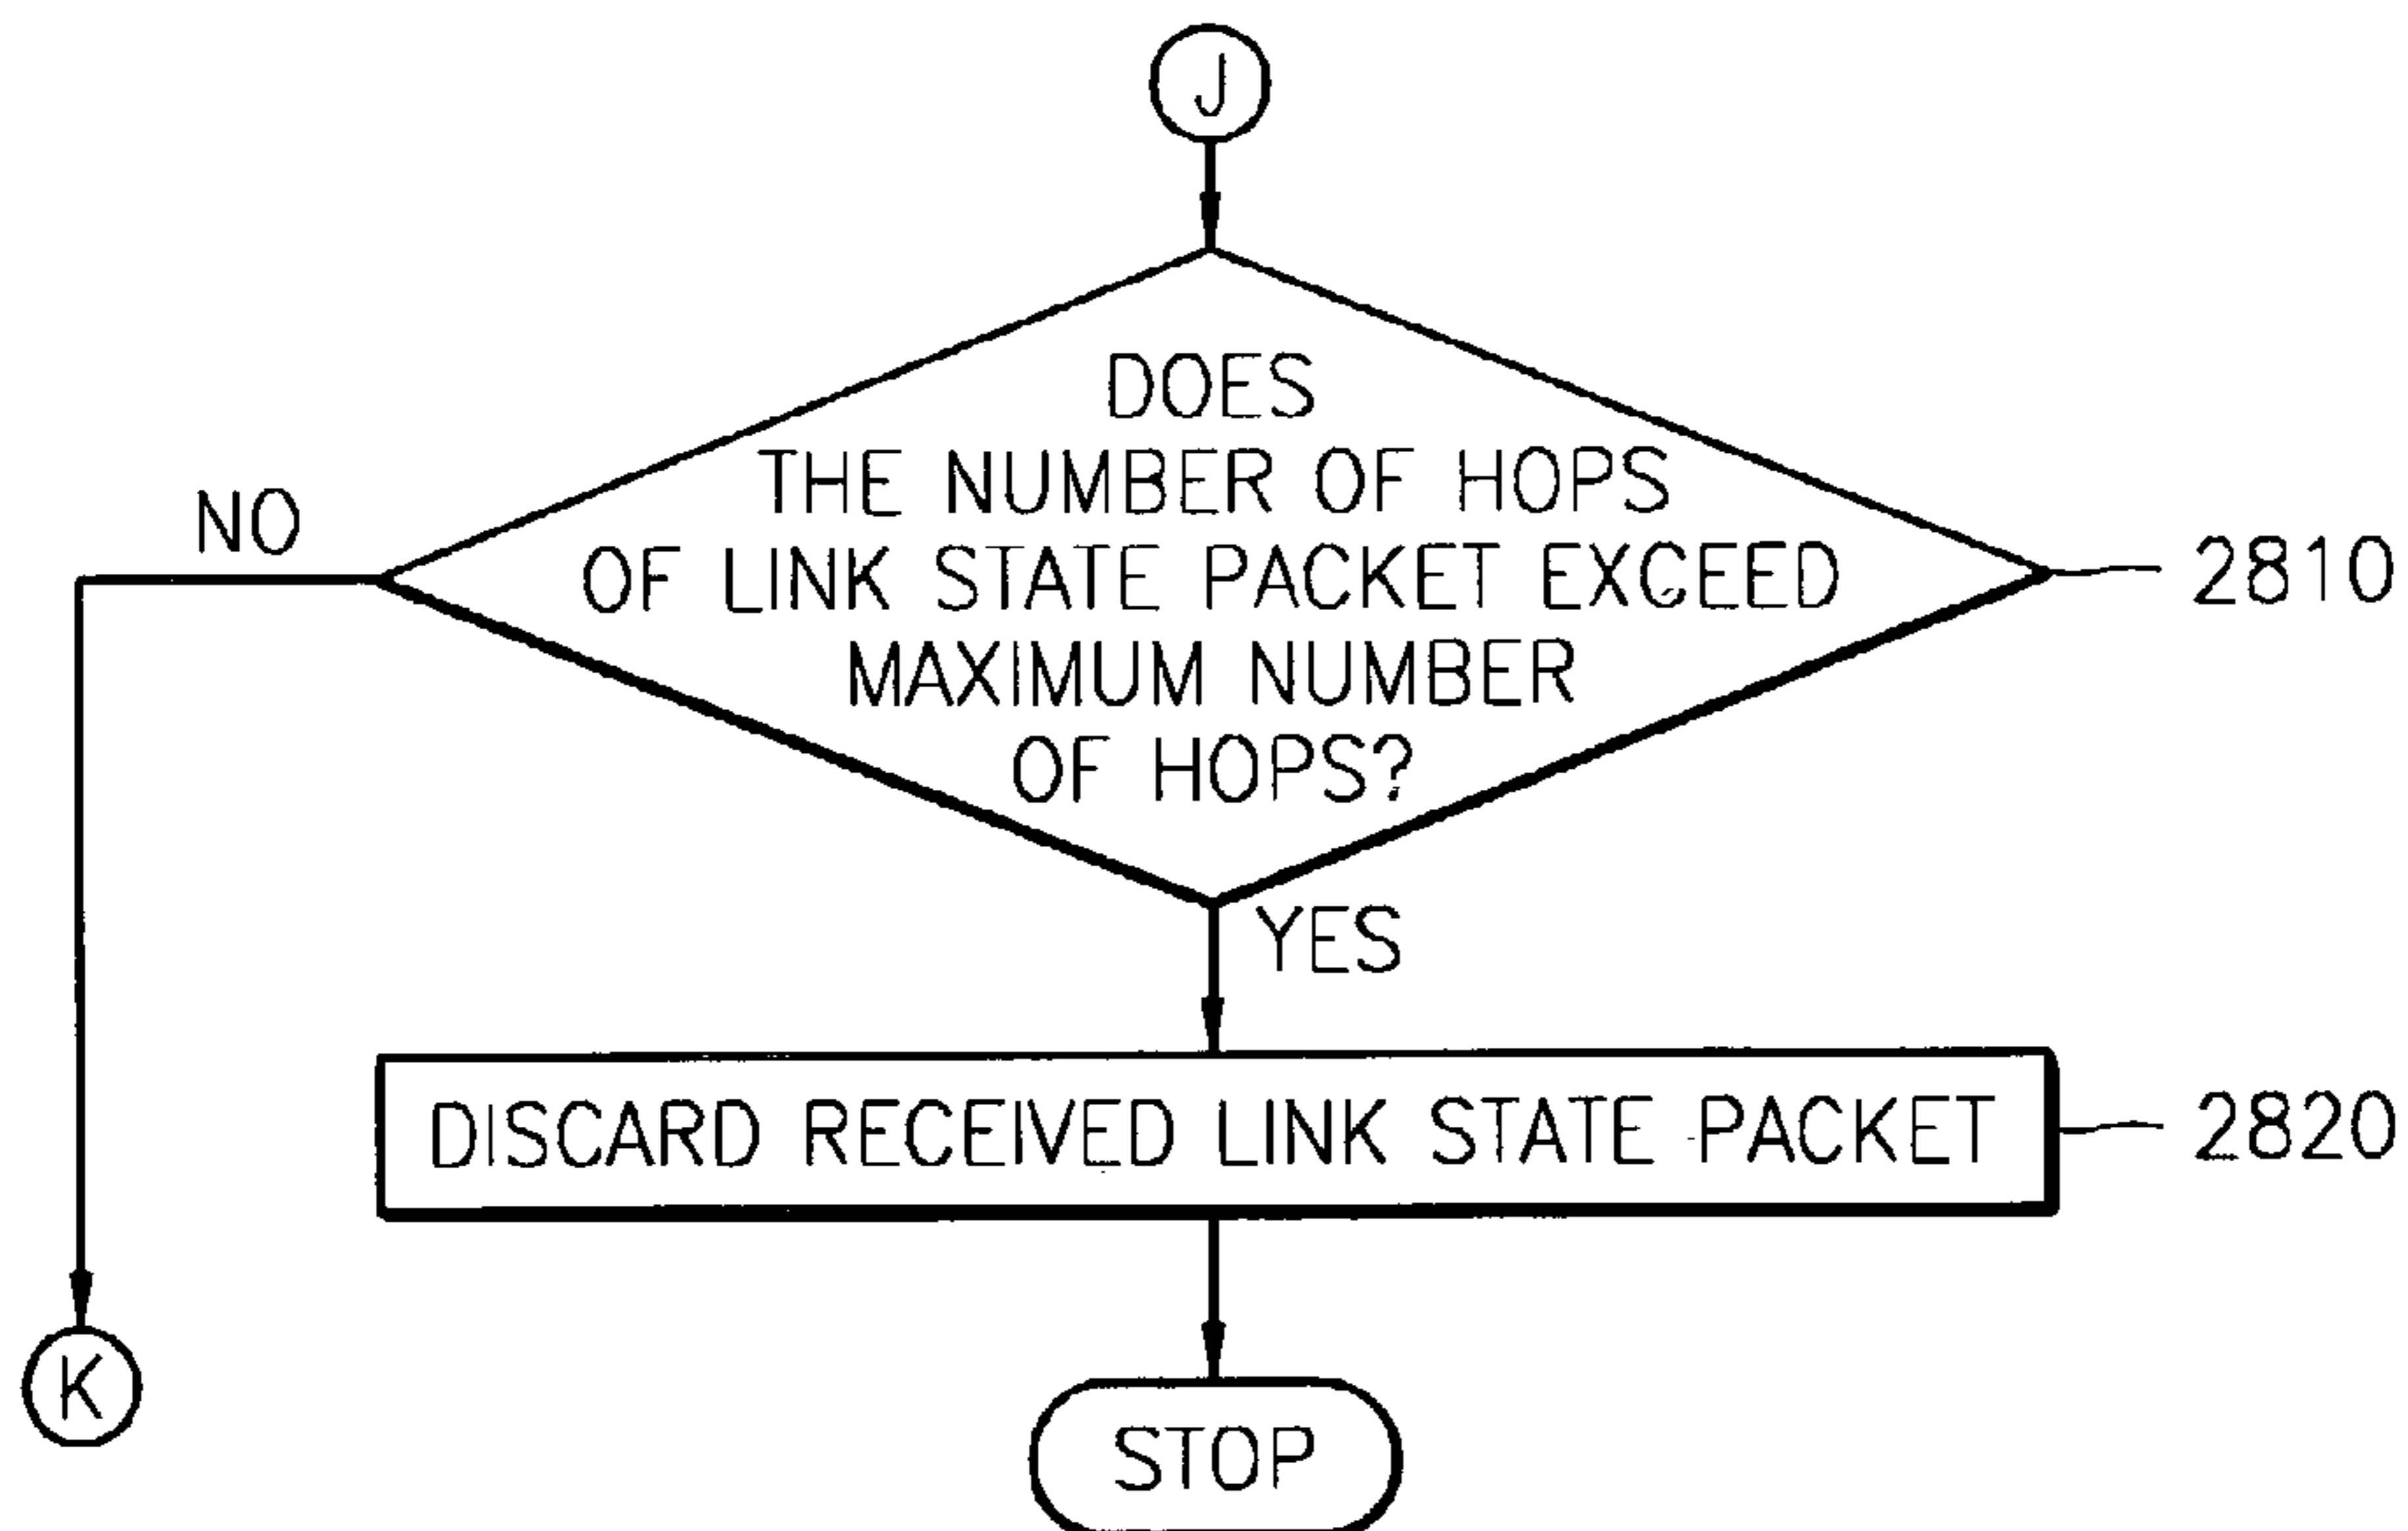 J
DOES
THE NUMBER OF HOPS
OF LINK STATE PACKET EXCEED
MAXIMUM NUMBER
OF HOPS?
NO
2810
YES
DISCARD RECEIVED LINK STATE PACKET
2820
K
STOP